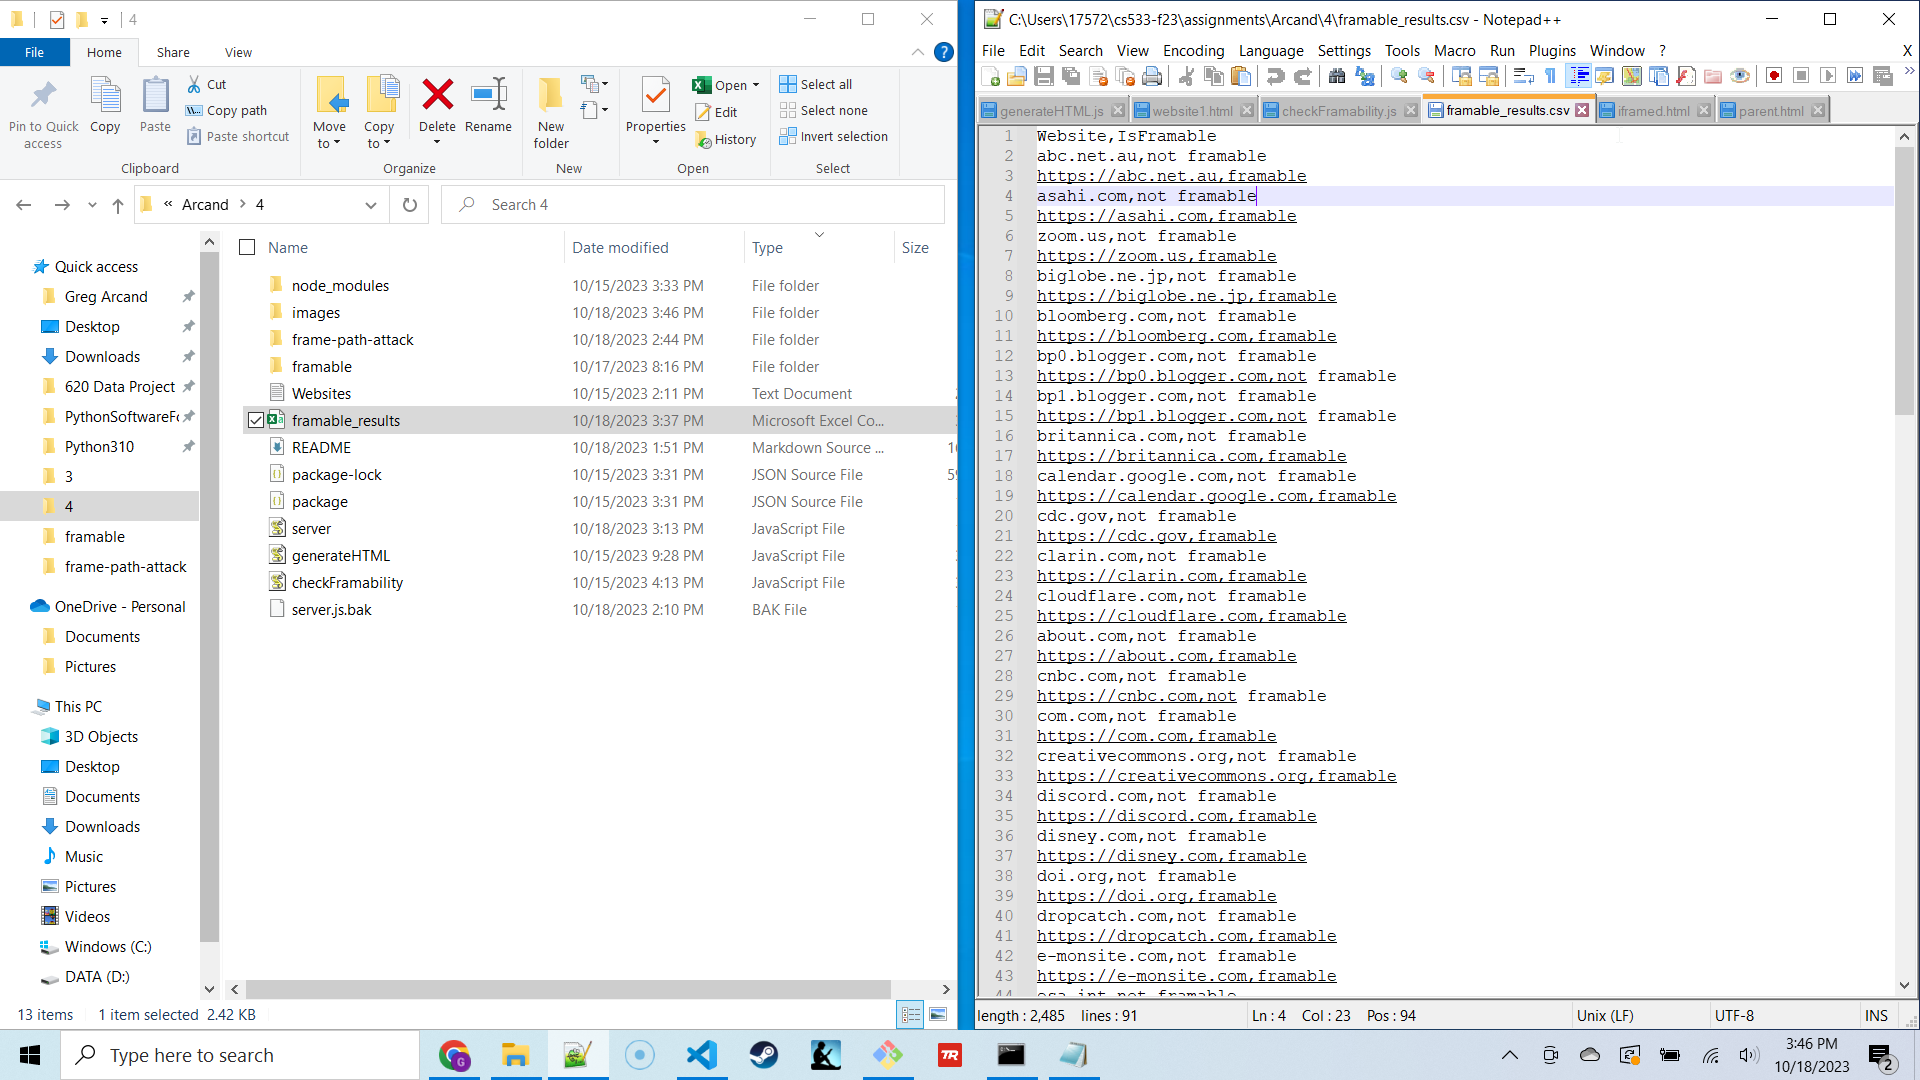 4
File
Home
Share
View
Pin to Quick access
Copy
Paste
Cut
Copy path
Paste shortcut
Clipboard
Move to
Copy to
Delete
Rename
Organize
New folder
New
Properties
Open
Edit
History
Open
Select all
Select none
Invert selection
Select
« Arcand > 4
Search 4
Name Date modified Type Size
Quick access
Greg Arcand
Desktop
Downloads
620 Data Project
Python310
3
4
framable
frame-path-attack
OneDrive - Personal
Documents
Pictures
This PC
3D Objects
Desktop
Documents
Downloads
Music
Pictures
Videos
Windows (C:)
DATA (D:)
node_modules 10/15/2023 3:33 PM File folder
images 10/18/2023 3:46 PM File folder
frame-path-attack 10/18/2023 2:44 PM File folder
framable 10/17/2023 8:16 PM File folder
Websites 10/15/2023 2:11 PM Text Document
framable_results 10/18/2023 3:37 PM Microsoft Excel Co...
README 10/18/2023 1:51 PM Markdown Source ...
package-lock 10/15/2023 3:31 PM JSON Source File
package 10/15/2023 3:31 PM JSON Source File
server 10/18/2023 3:13 PM JavaScript File
generateHTML 10/15/2023 9:28 PM JavaScript File
checkFramability 10/15/2023 4:13 PM JavaScript File
server.js.bak 10/18/2023 2:10 PM BAK File
13 items 1 item selected 2.42 KB
C:\Users\17572\cs533-f23\assignments\Arcand\4\framable_results.csv - Notepad++
File Edit Search View Encoding Language Settings Tools Macro Run Plugins Window ? X
generateHTML.js website1.html checkFramability.js framable_results.csv iframed.html parent.html
1 Website,IsFramable
2 abc.net.au,not framable
3 https://abc.net.au,framable
4 asahi.com,not framable
5 https://asahi.com,framable
6 zoom.us,not framable
7 https://zoom.us,framable
8 biglobe.ne.jp,not framable
9 https://biglobe.ne.jp,framable
10 bloomberg.com,not framable
11 https://bloomberg.com,framable
12 bp0.blogger.com,not framable
13 https://bp0.blogger.com,not framable
14 bp1.blogger.com,not framable
15 https://bp1.blogger.com,not framable
16 britannica.com,not framable
17 https://britannica.com,framable
18 calendar.google.com,not framable
19 https://calendar.google.com,framable
20 cdc.gov,not framable
21 https://cdc.gov,framable
22 clarin.com,not framable
23 https://clarin.com,framable
24 cloudflare.com,not framable
25 https://cloudflare.com,framable
26 about.com,not framable
27 https://about.com,framable
28 cnbc.com,not framable
29 https://cnbc.com,not framable
30 com.com,not framable
31 https://com.com,framable
32 creativecommons.org,not framable
33 https://creativecommons.org,framable
34 discord.com,not framable
35 https://discord.com,framable
36 disney.com,not framable
37 https://disney.com,framable
38 doi.org,not framable
39 https://doi.org,framable
40 dropcatch.com,not framable
41 https://dropcatch.com,framable
42 e-monsite.com,not framable
43 https://e-monsite.com,framable
length : 2,485 lines : 91 Ln : 4 Col : 23 Pos : 94 Unix (LF) UTF-8 INS
Type here to search
TR
3:46 PM
10/18/2023
2